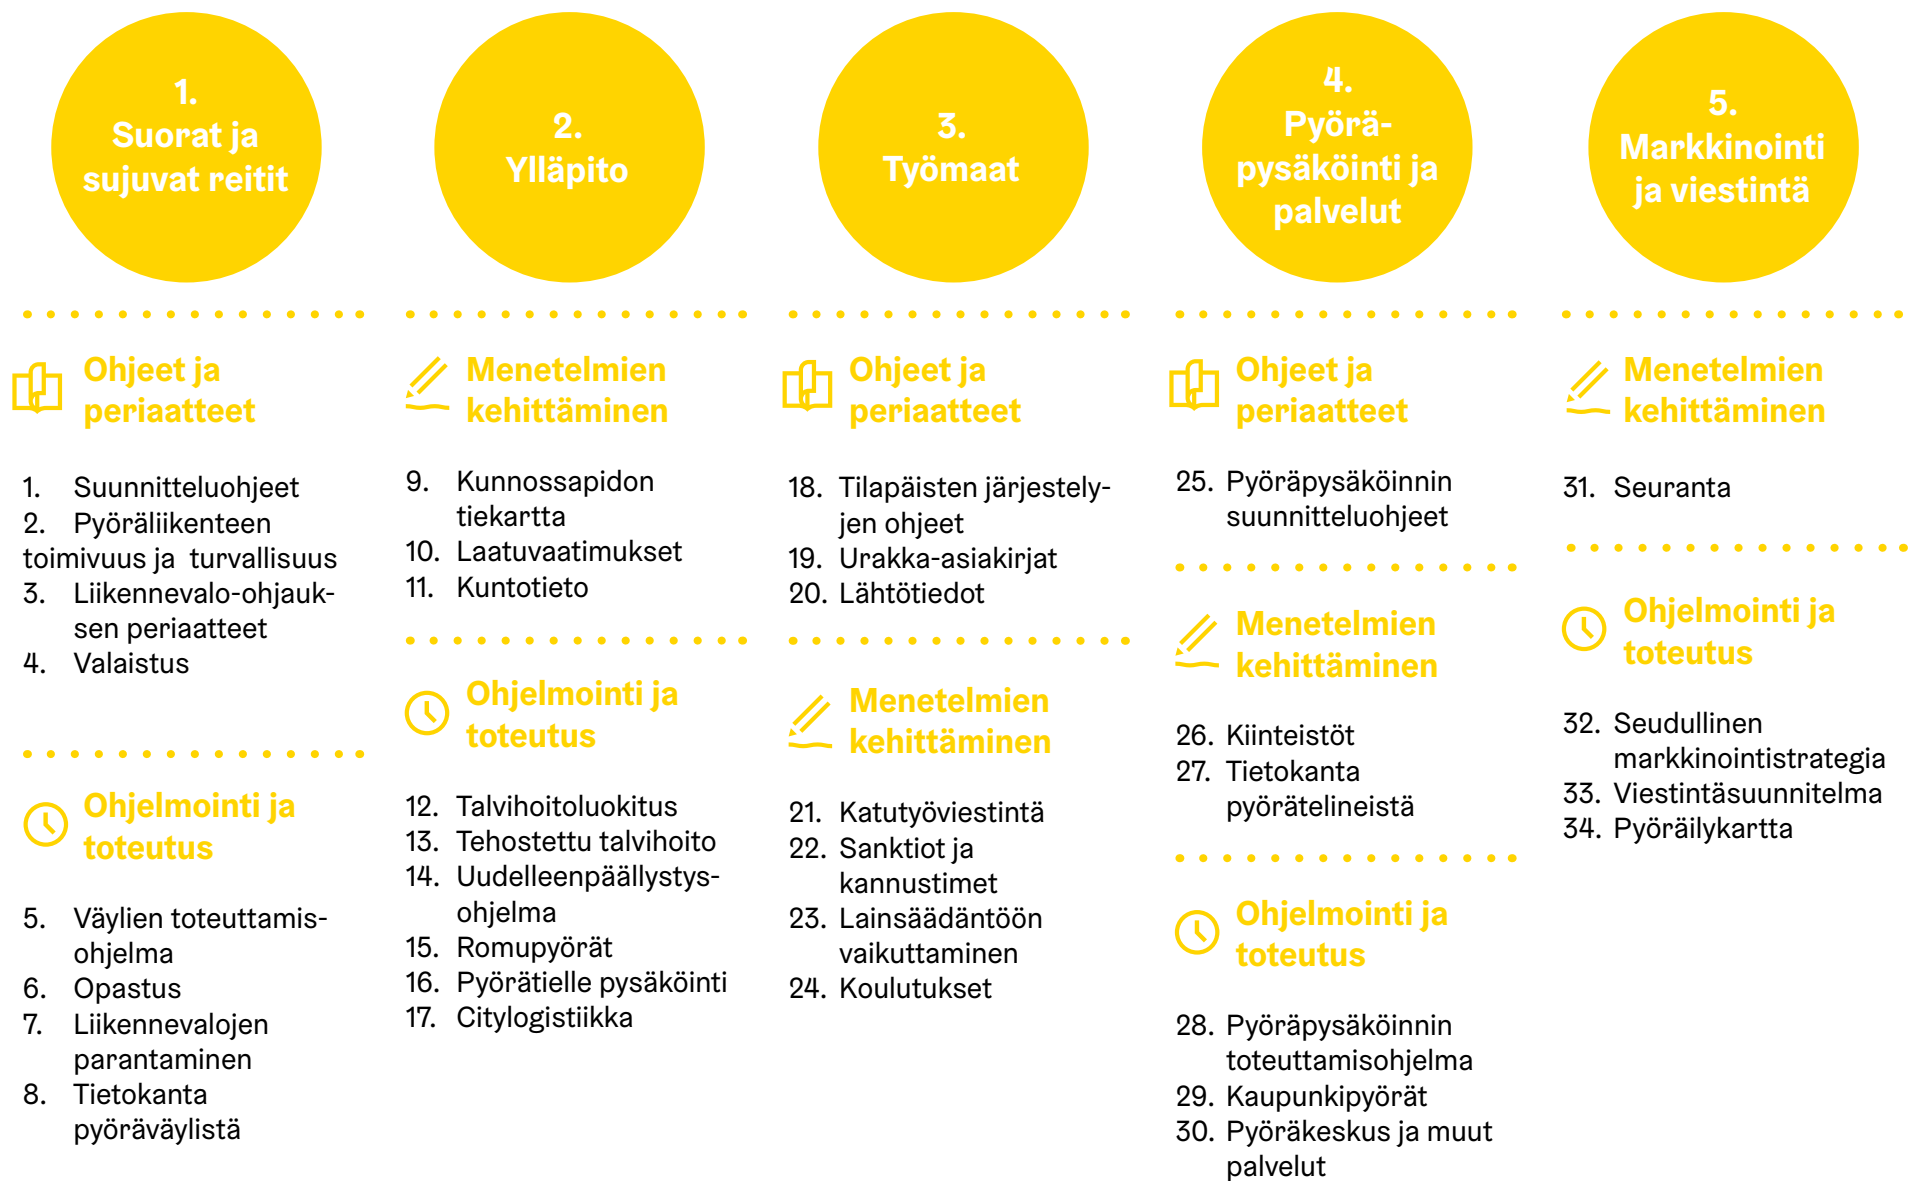 1.
Suorat ja
sujuvat reitit
Ohjeet ja
periaatteet
1. Suunnitteluohjeet
2. Pyöräliikenteen
toimivuus ja turvallisuus
3. Liikennevalo-ohjauk-
sen periaatteet
4. Valaistus
Ohjelmointi ja
toteutus
5. Väylien toteuttamis-
ohjelma
6. Opastus
7. Liikennevalojen
parantaminen
8. Tietokanta
pyöräväylistä
2.
Ylläpito
Menetelmien
kehittäminen
9. Kunnossapidon
tiekartta
10. Laatuvaatimukset
11. Kuntotieto
Ohjelmointi ja
toteutus
12. Talvihoitoluokitus
13. Tehostettu talvihoito
14. Uudelleenpäällystys-
ohjelma
15. Romupyörät
16. Pyörätielle pysäköinti
17. Citylogistiikka
3.
Työmaat
Ohjeet ja
periaatteet
18. Tilapäisten järjestely-
jen ohjeet
19. Urakka-asiakirjat
20. Lähtötiedot
Menetelmien
kehittäminen
21. Katutyöviestintä
22. Sanktiot ja
kannustimet
23. Lainsäädäntöön
vaikuttaminen
24. Koulutukset
4.
Pyörä-
pysäköinti ja
palvelut
Ohjeet ja
periaatteet
25. Pyöräpysäköinnin
suunnitteluohjeet
Menetelmien
kehittäminen
26. Kiinteistöt
27. Tietokanta
pyörätelineistä
Ohjelmointi ja
toteutus
28. Pyöräpysäköinnin
toteuttamisohjelma
29. Kaupunkipyörät
30. Pyöräkeskus ja muut
palvelut
5.
Markkinointi
ja viestintä
Menetelmien
kehittäminen
31. Seuranta
Ohjelmointi ja
toteutus
32. Seudullinen
markkinointistrategia
33. Viestintäsuunnitelma
34. Pyöräilykartta